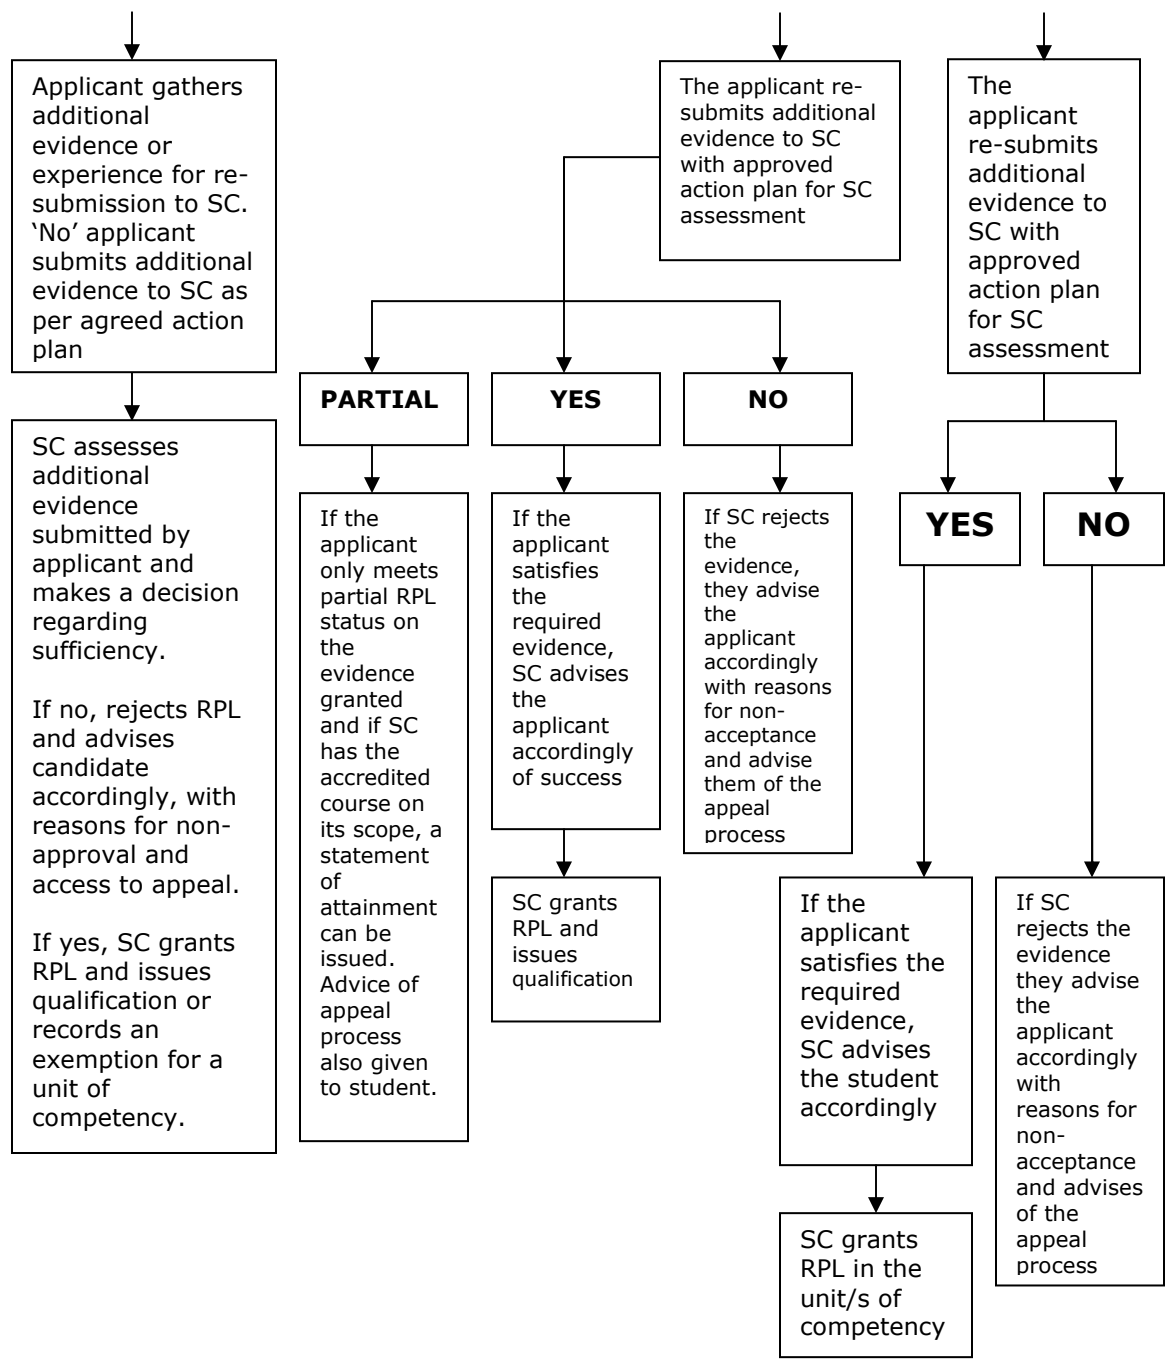 Applicant gathers
additional
evidence or
experience for re-
submission to SC.
‘No’ applicant
submits additional
evidence to SC as
per agreed action
plan
SC assesses
additional
evidence
submitted by
applicant and
makes a decision
regarding
sufficiency.
If no, rejects RPL
and advises
candidate
accordingly, with
reasons for non-
approval and
access to appeal.
If yes, SC grants
RPL and issues
qualification or
records an
exemption for a
unit of
competency.
The applicant re-
submits additional
evidence to SC
with approved
action plan for SC
assessment
PARTIAL
If the
applicant
only meets
partial RPL
status on
the
evidence
granted
and if SC
has the
accredited
course on
its scope, a
statement
of
attainment
can be
issued.
Advice of
appeal
process
also given
to student.
YES
If the
applicant
satisfies
the
required
evidence,
SC advises
the
applicant
accordingly
of success
SC grants
RPL and
issues
qualification
NO
If SC rejects
the
evidence,
they advise
the
applicant
accordingly
with reasons
for non-
acceptance
and advise
them of the
appeal
process
The
applicant
re-submits
additional
evidence to
SC with
approved
action plan
for SC
assessment
YES
If the
applicant
satisfies the
required
evidence,
SC advises
the student
accordingly
SC grants
RPL in the
unit/s of
competency
NO
If SC
rejects the
evidence
they advise
the
applicant
accordingly
with
reasons for
non-
acceptance
and advises
of the
appeal
process